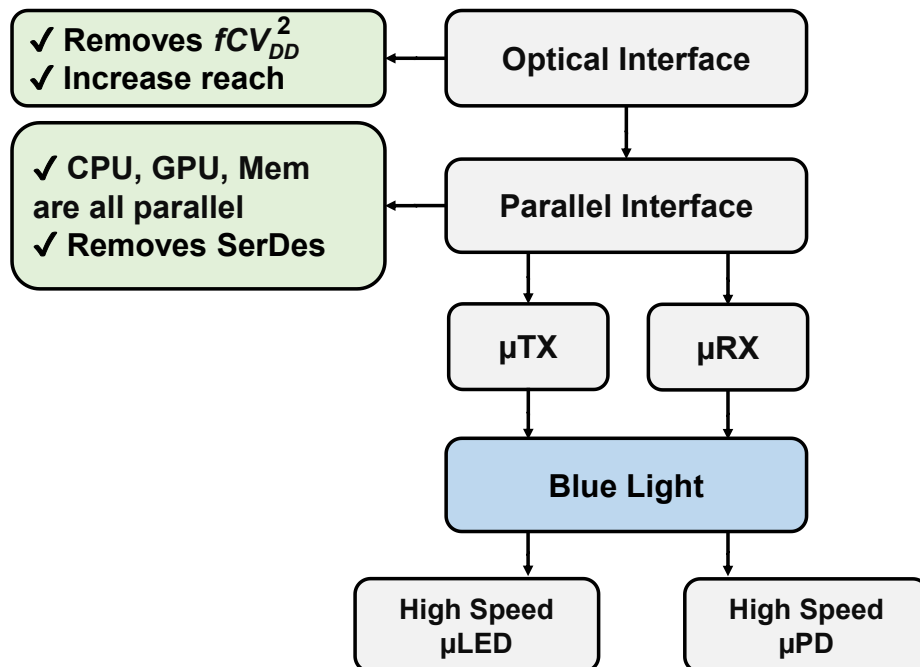 ✓ Removes fCV_DD^2
✓ Increase reach
Optical Interface
✓ CPU, GPU, Mem
are all parallel
✓ Removes SerDes
Parallel Interface
μTX
μRX
Blue Light
High Speed
μLED
High Speed
μPD